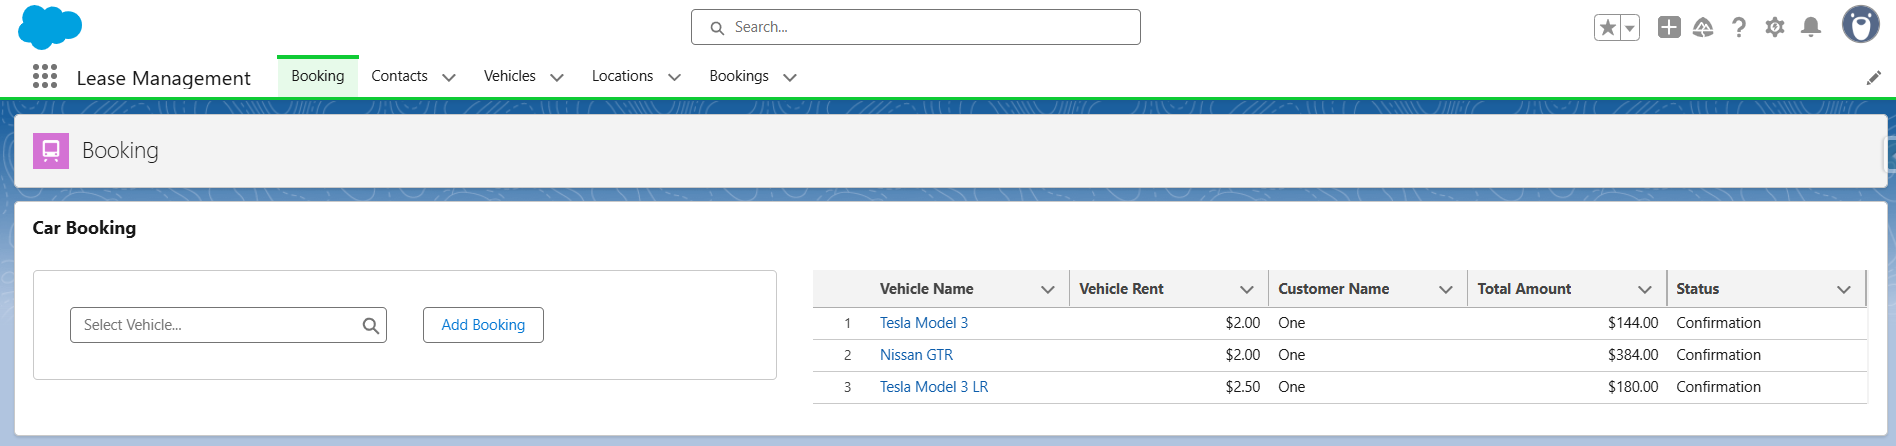 Search...
Lease Management Booking Contacts Vehicles Locations Bookings
Booking
Car Booking
Select Vehicle... Add Booking
Vehicle Name Vehicle Rent Customer Name Total Amount Status
1 Tesla Model 3 $2.00 One $144.00 Confirmation
2 Nissan GTR $2.00 One $384.00 Confirmation
3 Tesla Model 3 LR $2.50 One $180.00 Confirmation